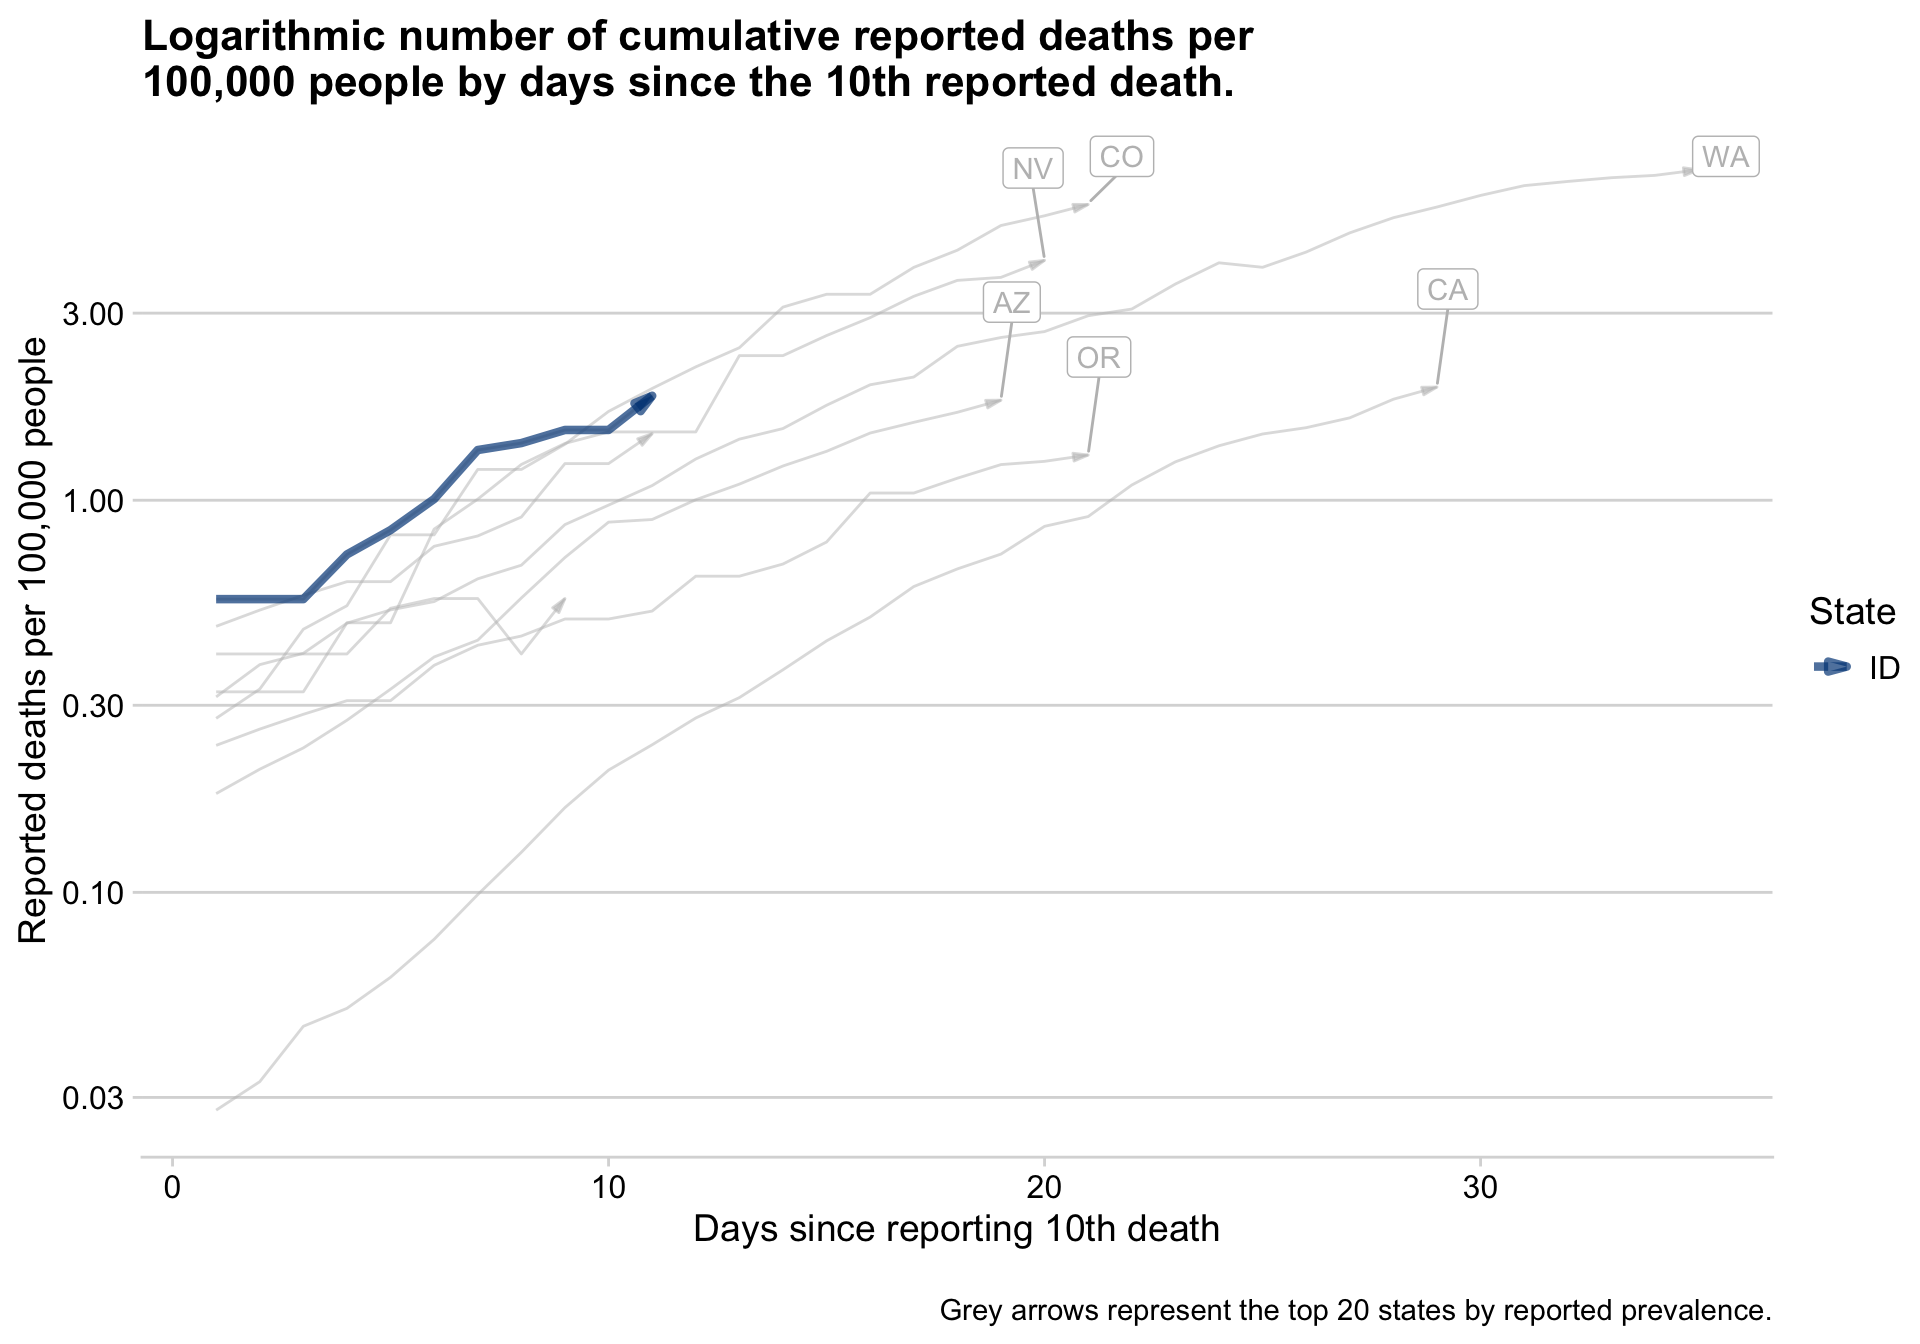 Logarithmic number of cumulative reported deaths per
100,000 people by days since the 10th reported death.
NV
CO
WA
AZ
CA
OR
3.00
1.00
0.30
0.10
0.03
Reported deaths per 100,000 people
0
10
20
30
Days since reporting 10th death
State
ID
Grey arrows represent the top 20 states by reported prevalence.